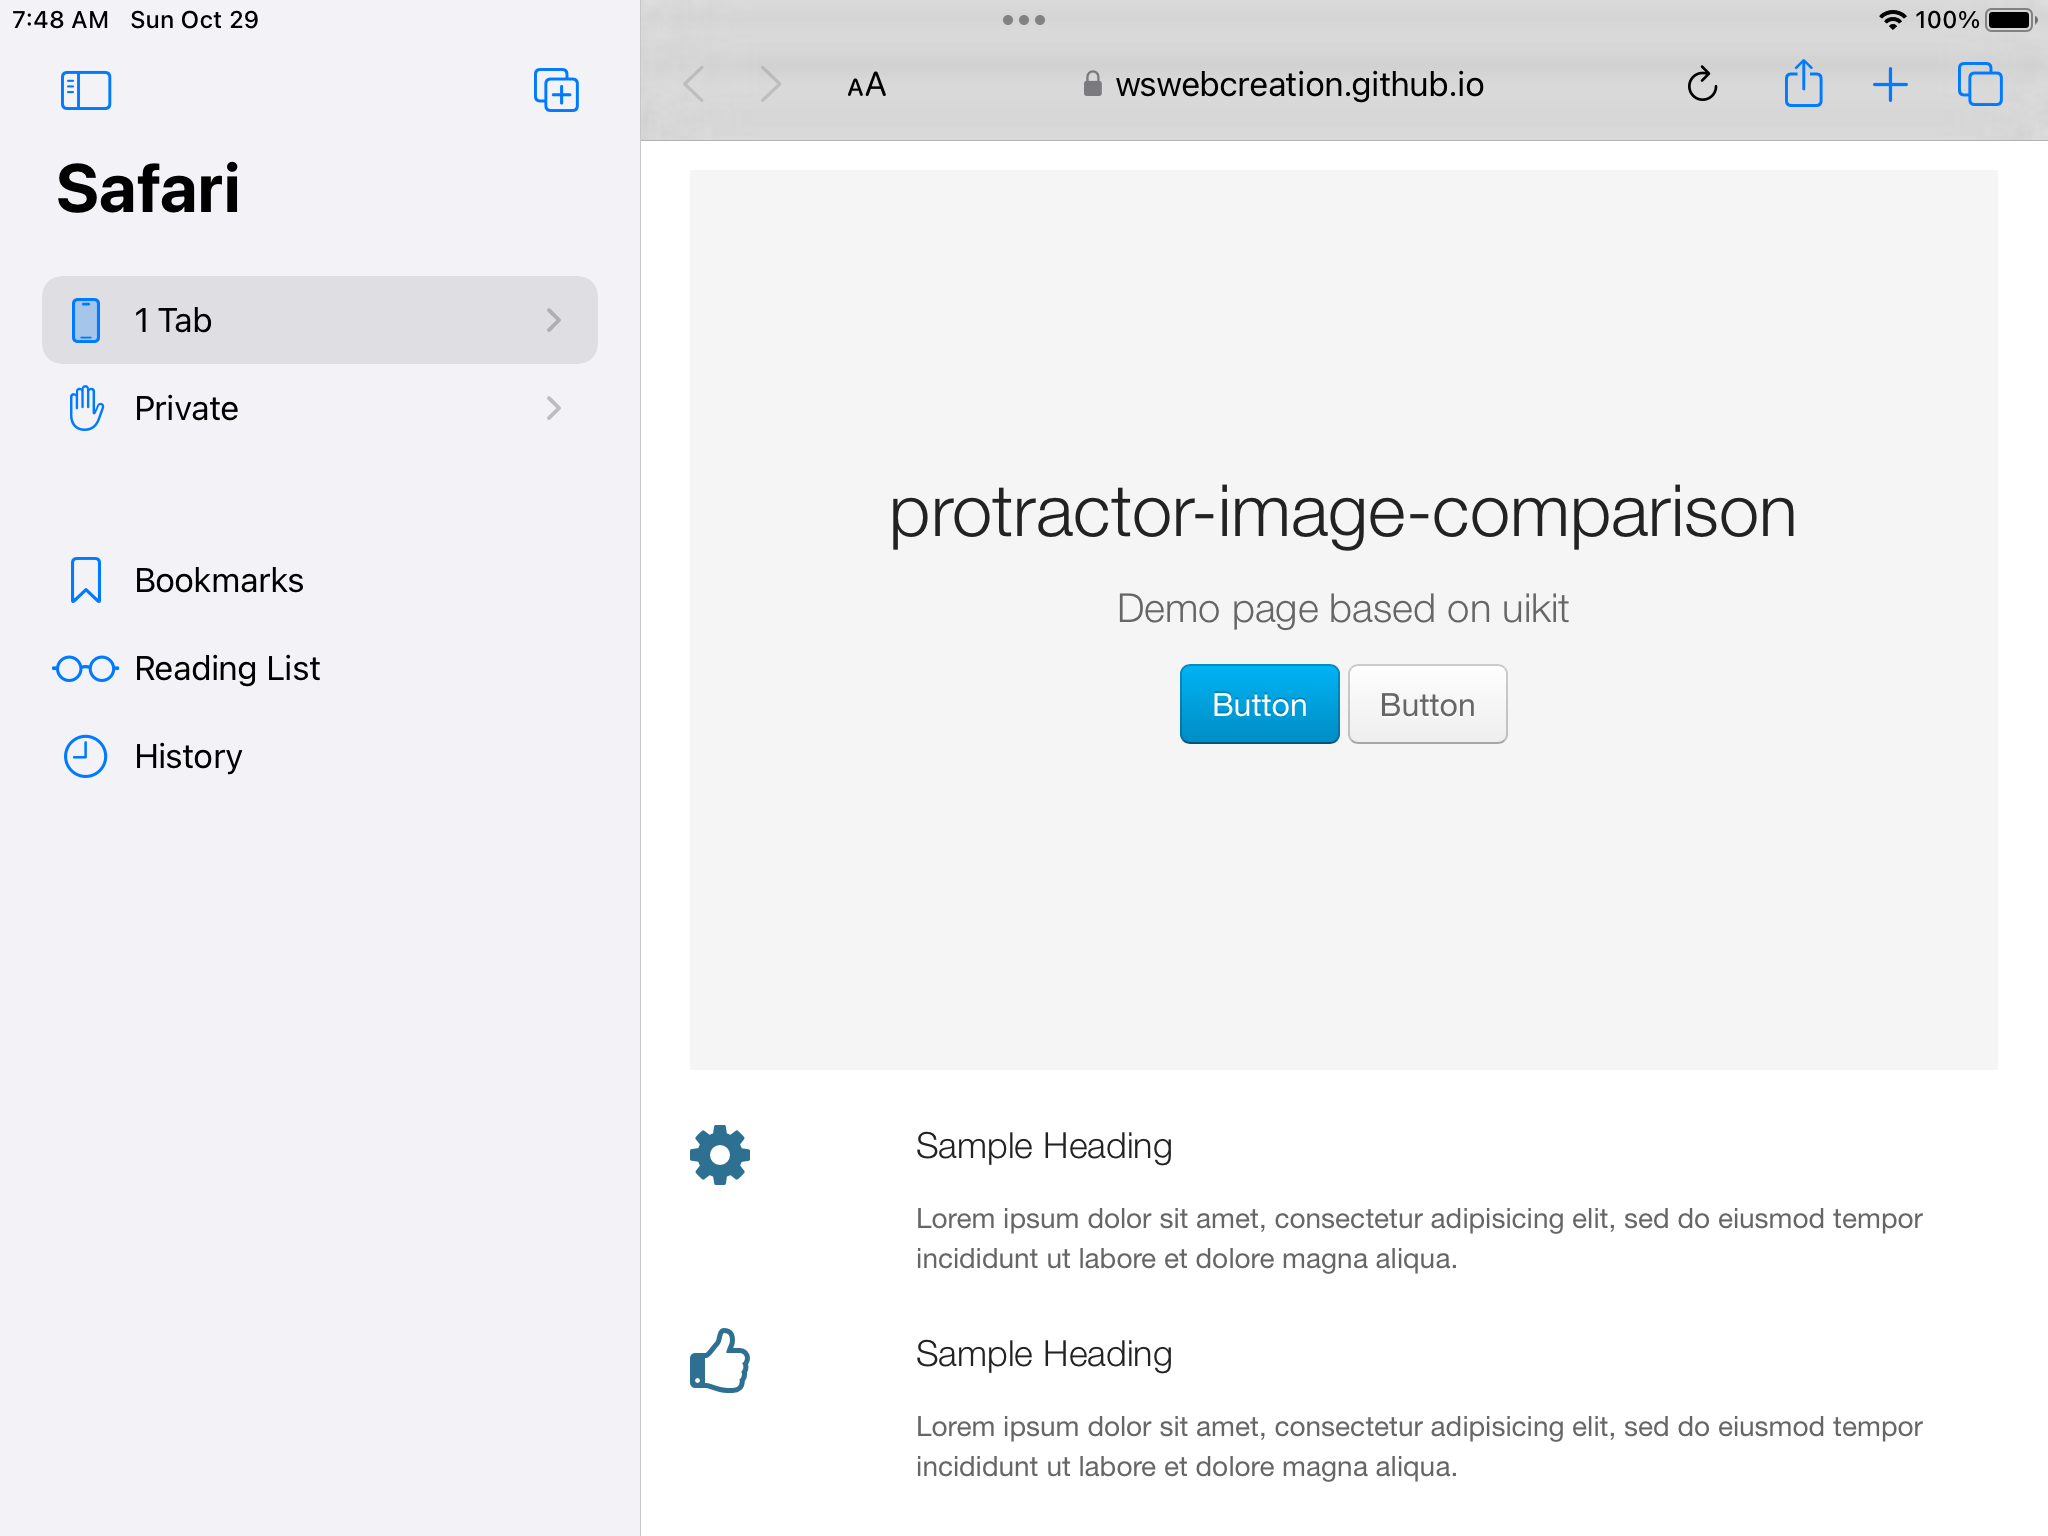 7:48 AM Sun Oct 29
100%
Safari
1 Tab
Private
Bookmarks
Reading List
History
AA
wswebcreation.github.io
protractor-image-comparison
Demo page based on uikit
Button Button
Sample Heading
Lorem ipsum dolor sit amet, consectetur adipisicing elit, sed do eiusmod tempor
incididunt ut labore et dolore magna aliqua.
Sample Heading
Lorem ipsum dolor sit amet, consectetur adipisicing elit, sed do eiusmod tempor
incididunt ut labore et dolore magna aliqua.